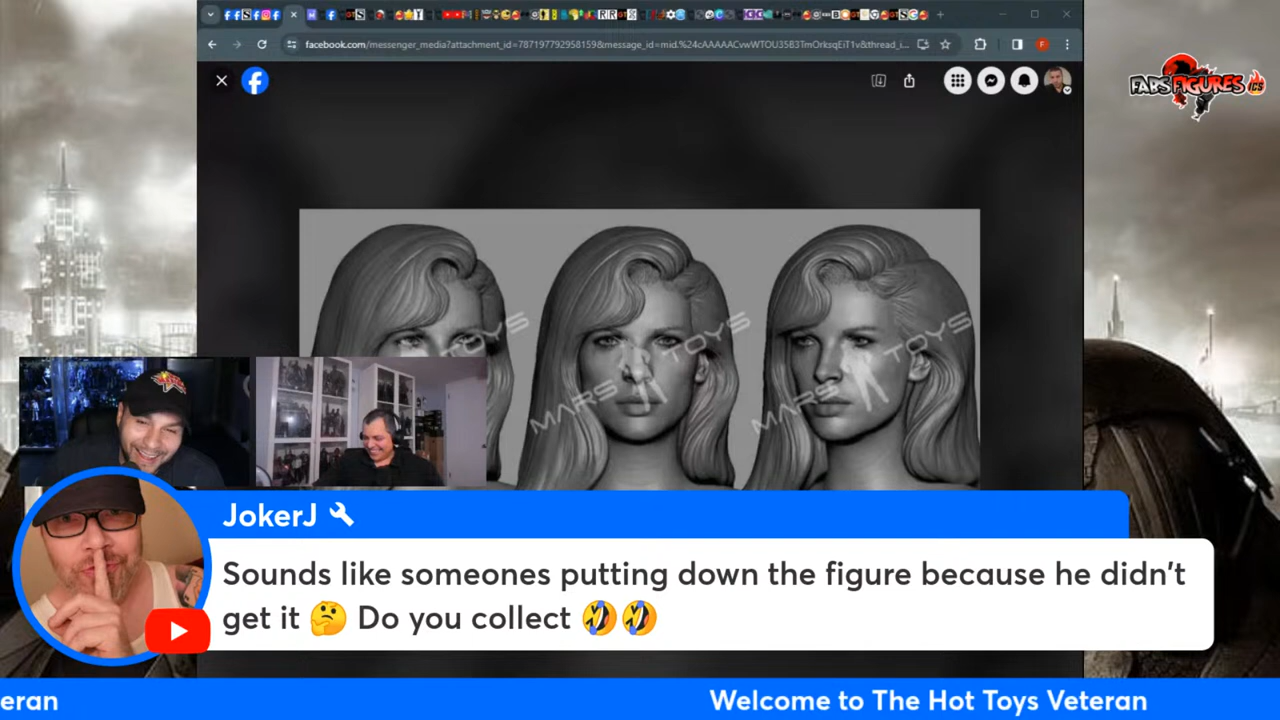 facebook.com/messenger_media?attachment_id=787197792958159&message_id=mid.%24cAAAAACvwWTOU35B3TmOrksqEiT1v&thread_i...
FABSFIGURES ICS
MARS TOYS
MARS TOYS
TOYS
JokerJ
Sounds like someones putting down the figure because he didn't
get it 🤔 Do you collect 🤣🤣
eran
Welcome to The Hot Toys Veteran